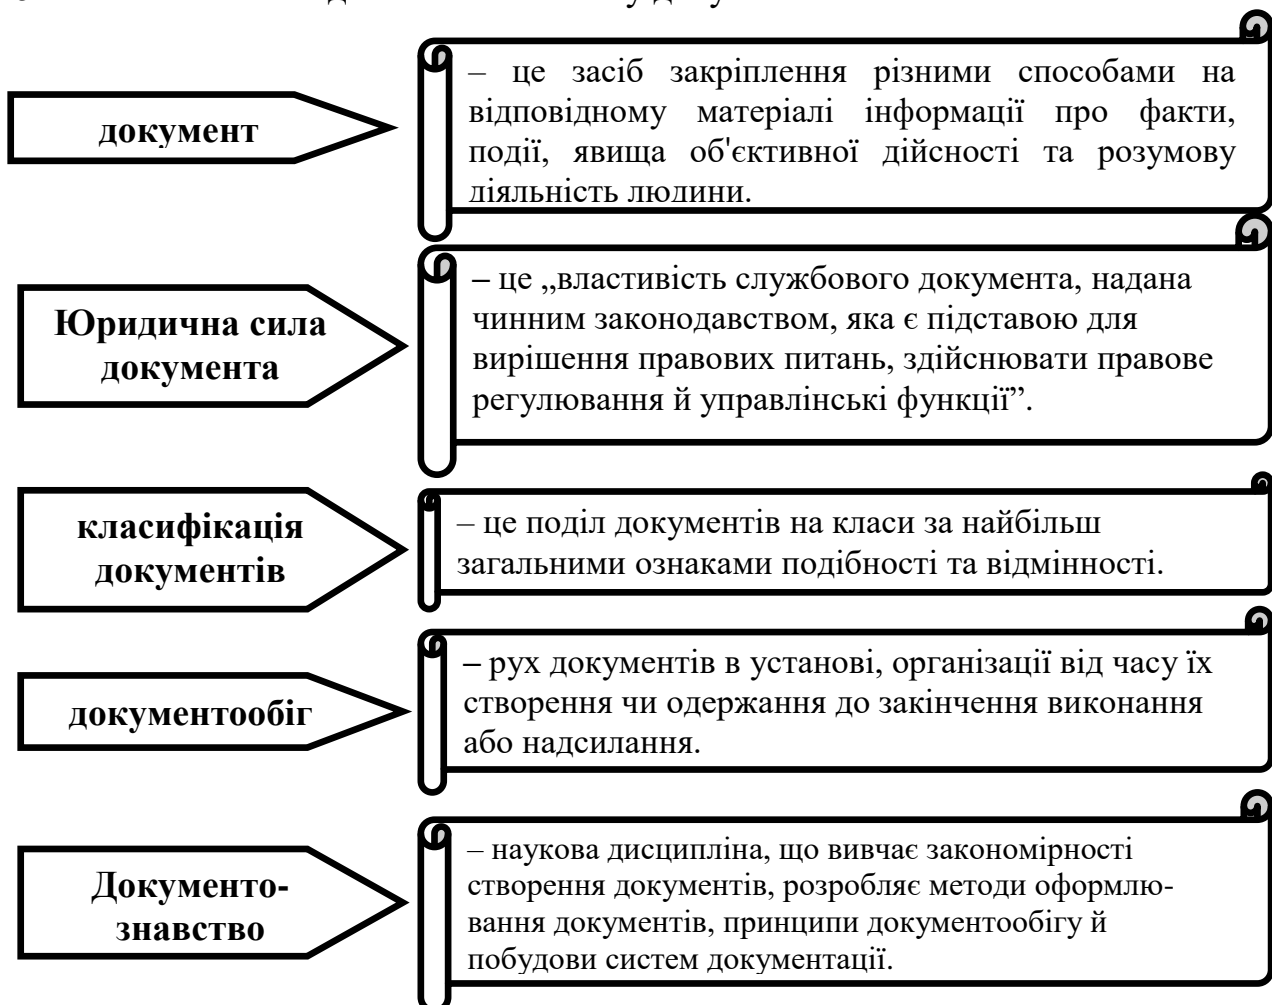 документ
– це засіб закріплення різними способами на
відповідному матеріалі інформації про факти,
події, явища об'єктивної дійсності та розумову
діяльність людини.
Юридична сила
документа
– це „властивість службового документа, надана
чинним законодавством, яка є підставою для
вирішення правових питань, здійснювати правове
регулювання й управлінські функції”.
класифікація
документів
– це поділ документів на класи за найбільш
загальними ознаками подібності та відмінності.
документообіг
– рух документів в установі, організації від часу їх
створення чи одержання до закінчення виконання
або надсилання.
Документо-
знавство
– наукова дисципліна, що вивчає закономірності
створення документів, розробляє методи оформлю-
вання документів, принципи документообігу й
побудови систем документації.